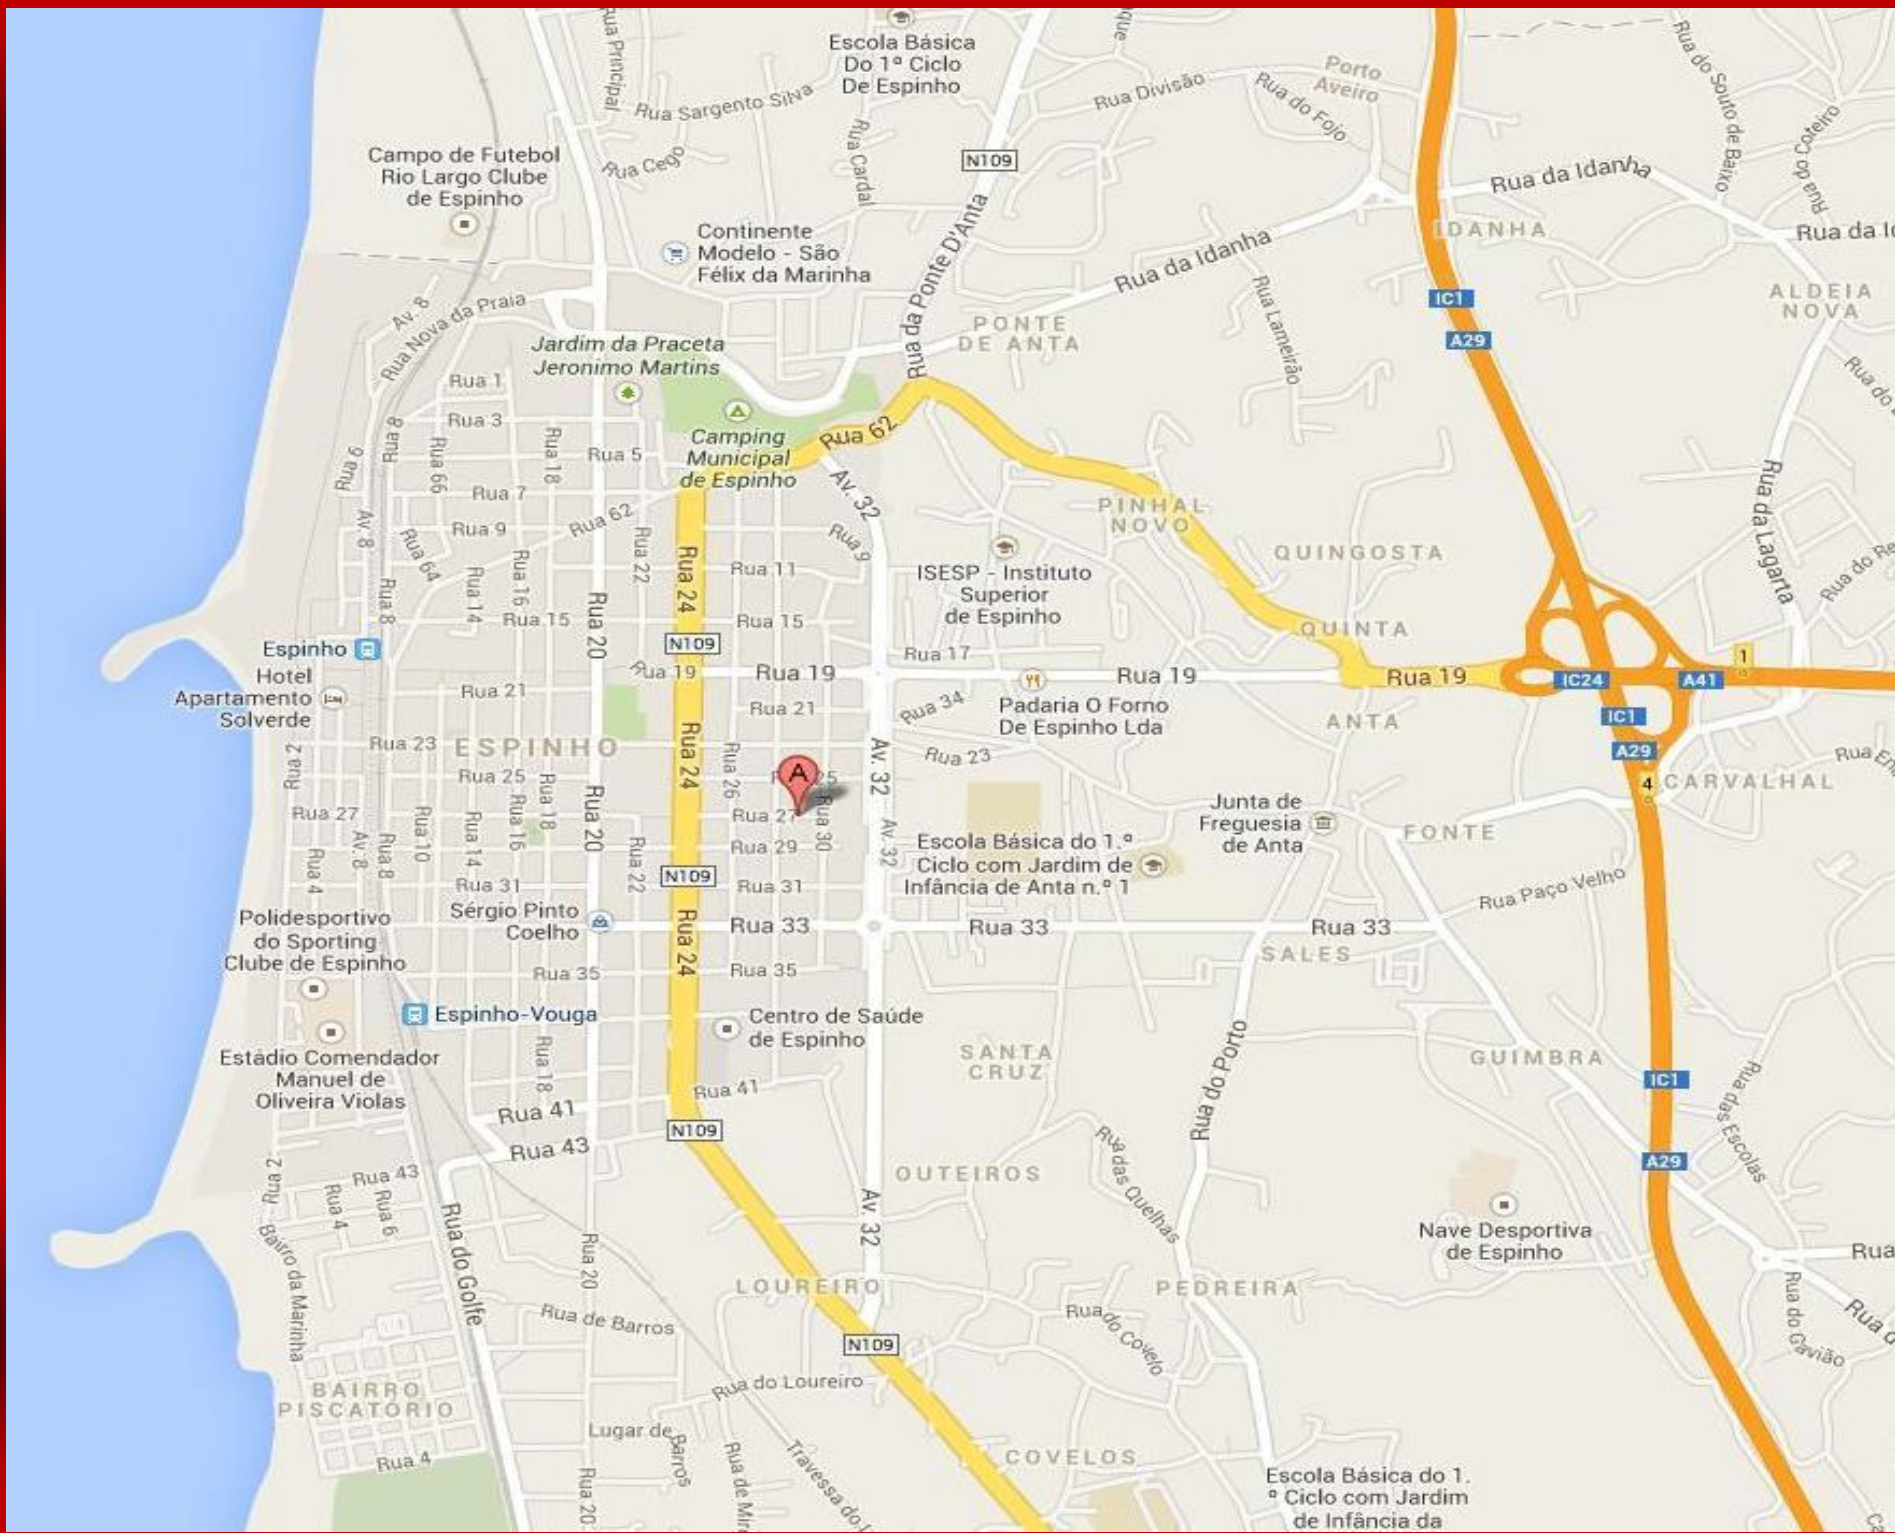 Rua Principal
Escola Básica
Do 1º Ciclo
De Espinho
Rua Sargento Silva
Rua Cego
Rua Cardal
Rua Divisão
Porto
Aveiro
Rua do Fojo
Rua do Souto de Baixo
Rua do Coteiro
Campo de Futebol
Rio Largo Clube
de Espinho
N109
Rua da Idanha
IDANHA
Continente
Modelo - São
Félix da Marinha
Rua da Ponte D'Anta
Rua da Idanha
Rua Lameirão
IC1
A29
ALDEIA
NOVA
Av. 8
Rua Nova da Praia
PONTE
DE ANTA
Jardim da Praceta
Jeronimo Martins
Rua 1
Rua 3
Rua 8
Rua 66
Rua 18
Rua 5
Rua 6
Camping
Municipal
de Espinho
Rua 62
Av. 32
Rua 7
Rua 9
Rua 62
Av. 8
Rua 64
Rua 22
Rua 24
Rua 9
Rua 11
PINHAL
NOVO
QUINGOSTA
Rua da Lagarta
ISESP - Instituto
Superior
de Espinho
Rua 8
Rua 14
Rua 16
Rua 15
Rua 20
Rua 15
QUINTA
N109
Espinho
Rua 17
Rua 19
Rua 19
Rua 19
Rua 19
1
IC24
A41
Hotel
Apartamento
Solverde
Rua 21
Rua 21
Rua 34
Padaria O Forno
De Espinho Lda
ANTA
IC1
A29
Rua 2
Rua 23
ESPINHO
Rua 24
Rua 26
Av. 32
Rua 23
A
4
CARVALHAL
Rua 25
Rua 18
Rua 16
Rua 20
Rua 27
Rua 30
Av. 32
Junta de
Freguesia
de Anta
FONTE
Rua 27
Av. 8
Rua 8
Rua 10
Rua 14
Rua 22
Rua 29
Escola Básica do 1.º
Ciclo com Jardim de
Infância de Anta n.º 1
Rua 4
Rua 31
N109
Rua 31
Rua Paço Velho
Polidesportivo
do Sporting
Clube de Espinho
Sérgio Pinto
Coelho
Rua 24
Rua 33
Rua 33
Rua 33
SALES
Rua 35
Rua 35
Espinho-Vouga
Centro de Saúde
de Espinho
Estádio Comendador
Manuel de
Oliveira Violas
Rua 18
SANTA
CRUZ
Rua do Porto
GUIMBRA
IC1
Rua das Escolas
Rua 41
Rua 41
N109
Rua 43
Rua 43
A29
Rua 2
Rua 4
Rua 6
OUTEIROS
Rua das Quelhas
Nave Desportiva
de Espinho
Bairro da Marinha
Rua do Golfe
Rua 20
Av. 32
LOUREIRO
PEDREIRA
Rua do Gavião
Rua de Barros
Rua do Covelo
N109
BAIRRO
PISCATÓRIO
Rua do Loureiro
Lugar de
Barros
Rua 4
Rua 20
COVELOS
Escola Básica do 1.
º Ciclo com Jardim
de Infância da